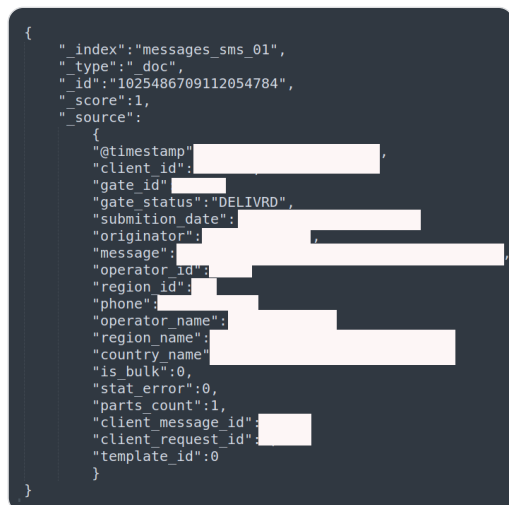 {
"_index":"messages_sms_01",
"_type":"_doc",
"_id":"1025486709112054784",
"_score":1,
"_source":
{
"@timestamp" ,
"client_id":
"gate_id"
"gate_status":"DELIVRD",
"submition_date":
"originator": ,
"message": ,
"operator_id":
"region_id":
"phone":
"operator_name":
"region_name":
"country_name"
"is_bulk":0,
"stat_error":0,
"parts_count":1,
"client_message_id":
"client_request_id":
"template_id":0
}
}